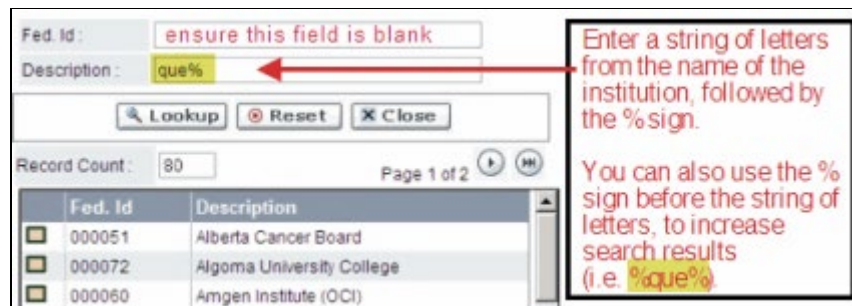 Fed. Id :
ensure this field is blank
Description :
que%
Lookup
Reset
Close
Record Count :
80
Page 1 of 2
Fed. Id
Description
000051
Alberta Cancer Board
000072
Algoma University College
000060
Amgen Institute (OCI)
Enter a string of letters
from the name of the
institution, followed by
the % sign.
You can also use the %
sign before the string of
letters, to increase
search results
(i.e. %que%).